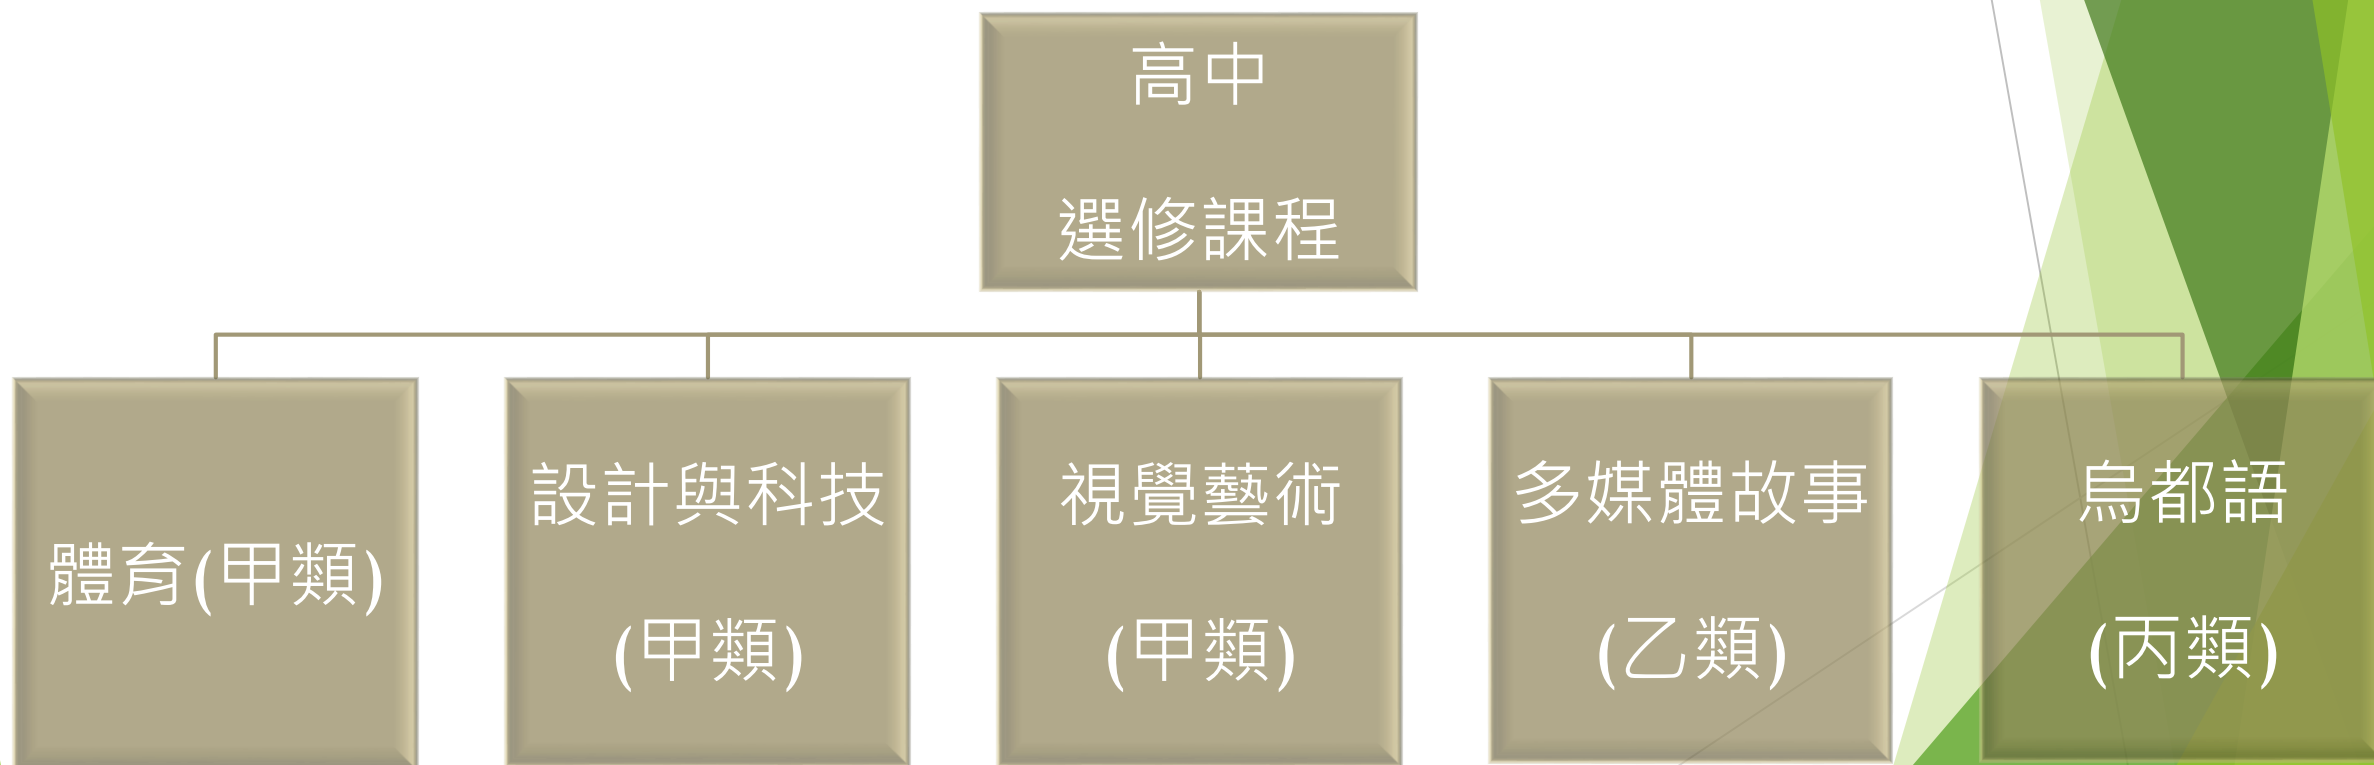 高中
選修課程
體育(甲類)
設計與科技
(甲類)
視覺藝術
(甲類)
多媒體故事
(乙類)
烏都語
(丙類)